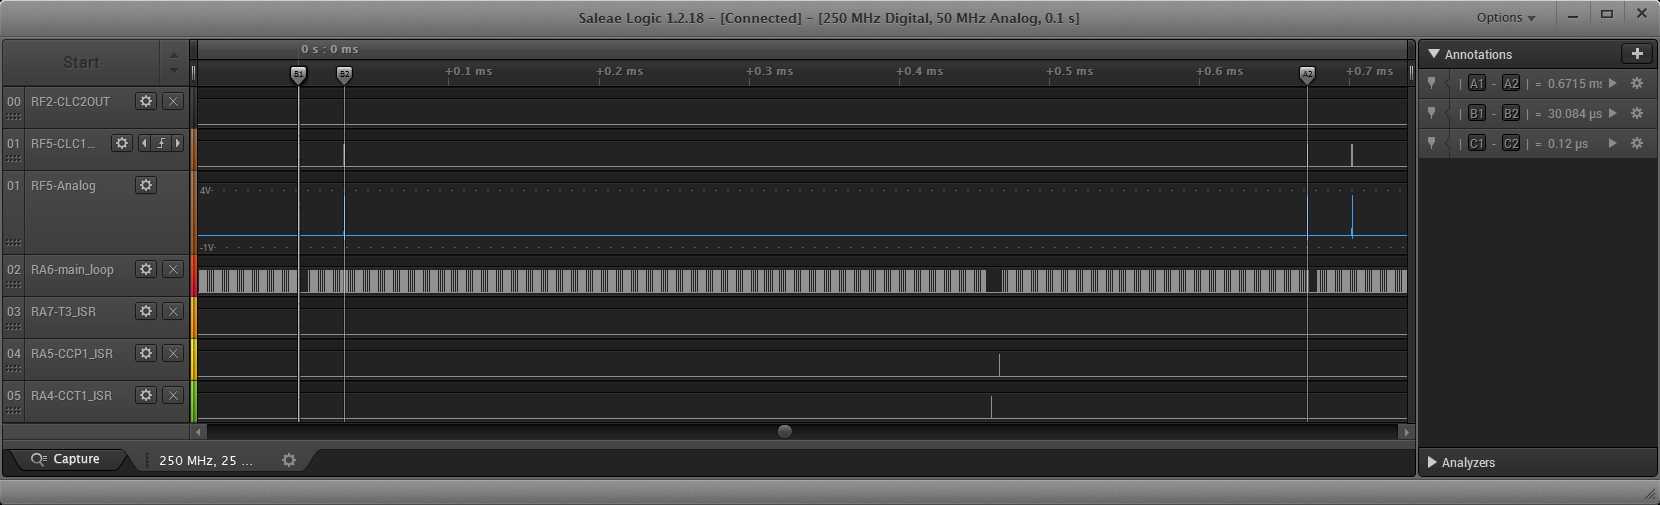 Saleae Logic 1.2.18 - [Connected] - [250 MHz Digital, 50 MHz Analog, 0.1 s]
Options
Start
0 s : 0 ms
B1 B2 +0.1 ms +0.2 ms +0.3 ms +0.4 ms +0.5 ms +0.6 ms A2 +0.7 ms
Annotations
| A1 - A2 | = 0.6715 ms
| B1 - B2 | = 30.084 µs
| C1 - C2 | = 0.12 µs
00 RF2-CLC2OUT
01 RF5-CLC1...
01 RF5-Analog
4V
-1V
02 RA6-main_loop
03 RA7-T3_ISR
04 RA5-CCP1_ISR
05 RA4-CCT1_ISR
Capture
250 MHz, 25 ...
Analyzers